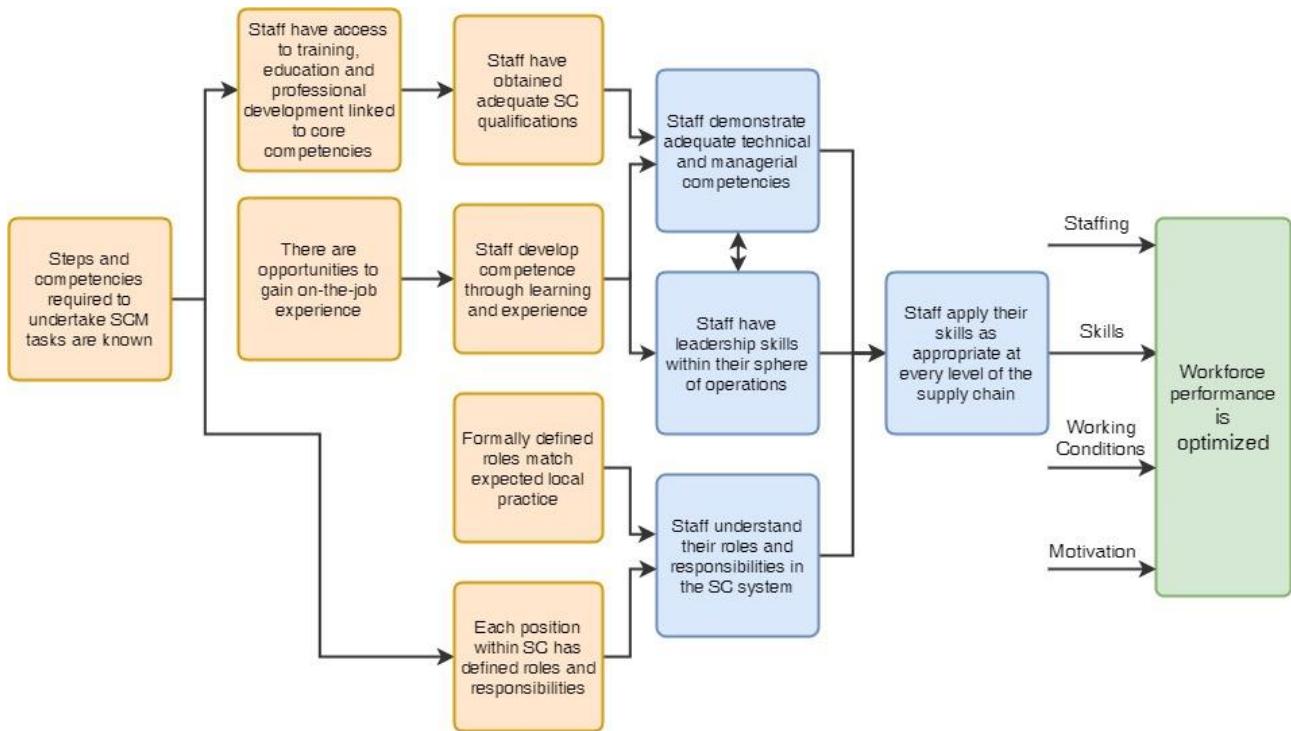 Staff have access
to training,
education and
professional
development linked
to core
competencies
Staff have
obtained
adequate SC
qualifications
Staff demonstrate
adequate technical
and managerial
competencies
Steps and
competencies
required to
undertake SCM
tasks are known
There are
opportunities to
gain on-the-job
experience
Staff develop
competence
through learning
and experience
Staff have
leadership skills
within their sphere
of operations
Staff apply their
skills as
appropriate at
every level of the
supply chain
Formally defined
roles match
expected local
practice
Staff understand
their roles and
responsibilities in
the SC system
Each position
within SC has
defined roles and
responsibilities
Staffing
Skills
Working
Conditions
Motivation
Workforce
performance
is
optimized